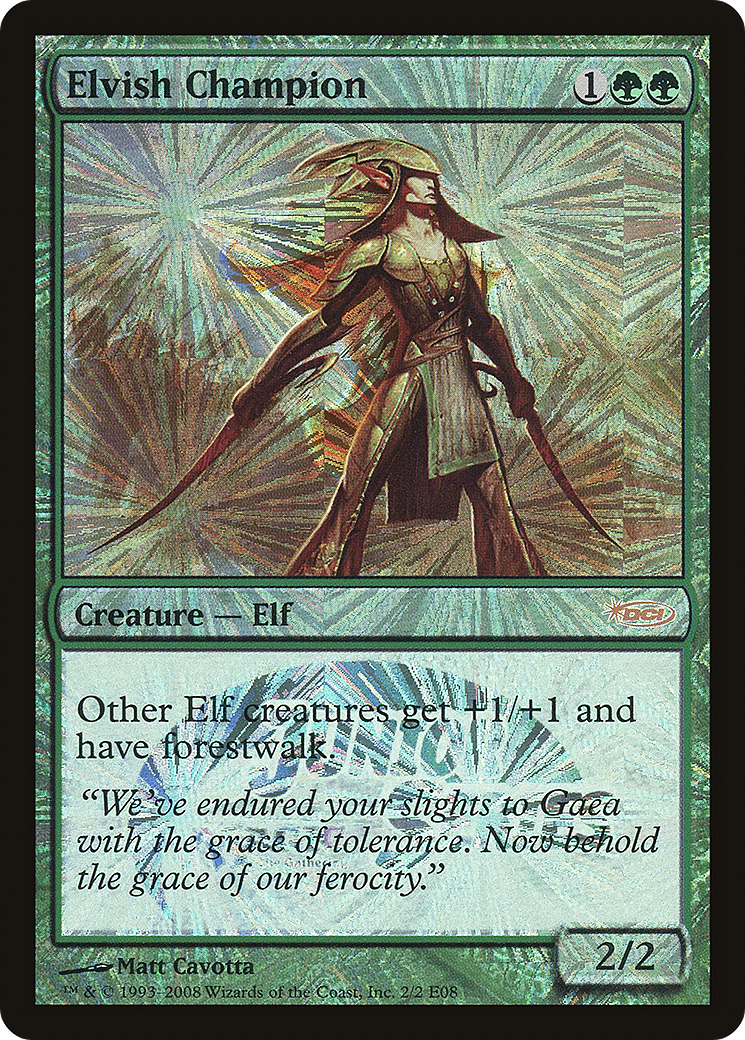 Elvish Champion 1
Creature — Elf
DCI
Other Elf creatures get +1/+1 and
have forestwalk.
“We’ve endured your slights to Gaea
with the grace of tolerance. Now behold
the grace of our ferocity.”
2/2
Matt Cavotta
™ & © 1993–2008 Wizards of the Coast, Inc. 2/2 E08